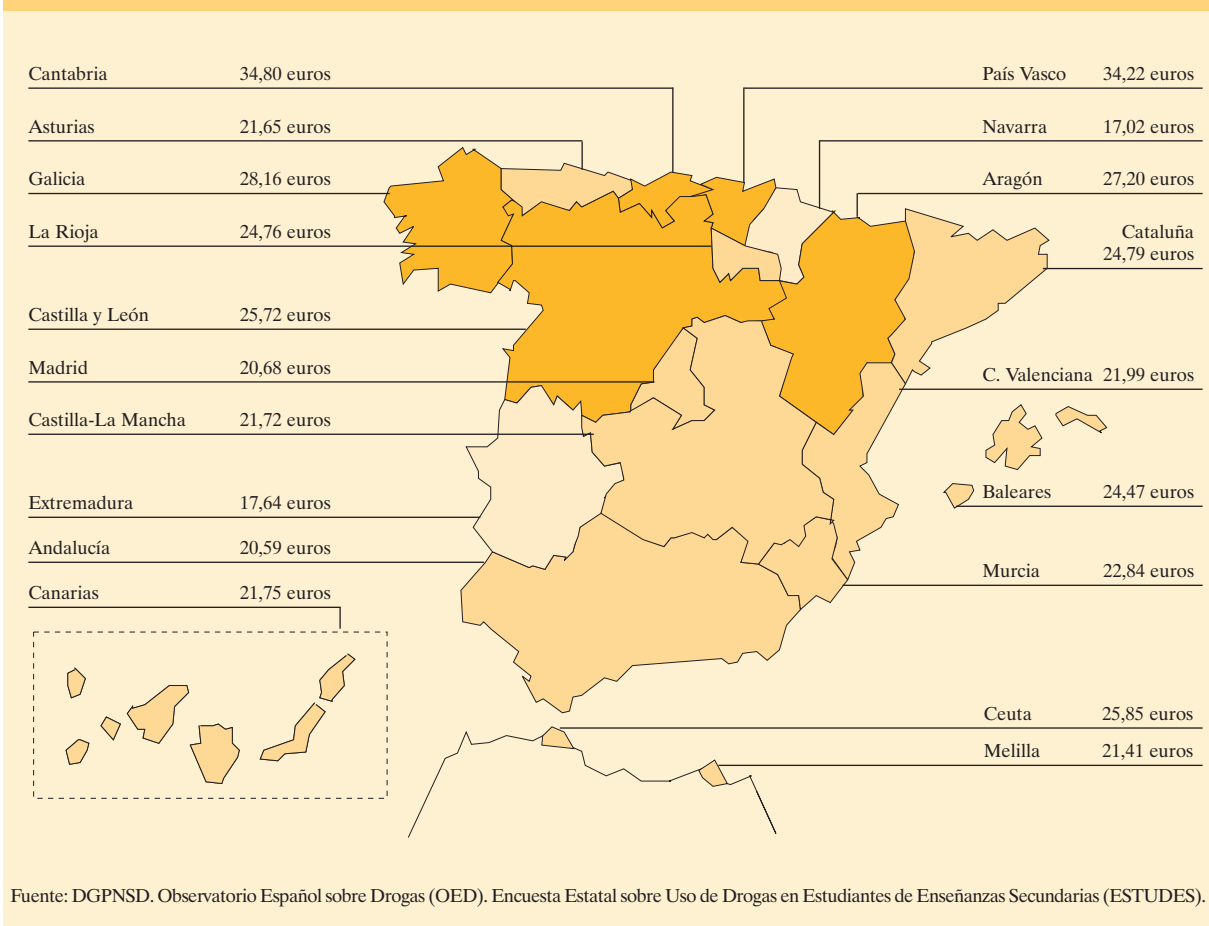 Cantabria 34,80 euros
Asturias 21,65 euros
Galicia 28,16 euros
La Rioja 24,76 euros
Castilla y León 25,72 euros
Madrid 20,68 euros
Castilla-La Mancha 21,72 euros
Extremadura 17,64 euros
Andalucía 20,59 euros
Canarias 21,75 euros
País Vasco 34,22 euros
Navarra 17,02 euros
Aragón 27,20 euros
Cataluña
24,79 euros
C. Valenciana 21,99 euros
Baleares 24,47 euros
Murcia 22,84 euros
Ceuta 25,85 euros
Melilla 21,41 euros
Fuente: DGPNSD. Observatorio Español sobre Drogas (OED). Encuesta Estatal sobre Uso de Drogas en Estudiantes de Enseñanzas Secundarias (ESTUDES).